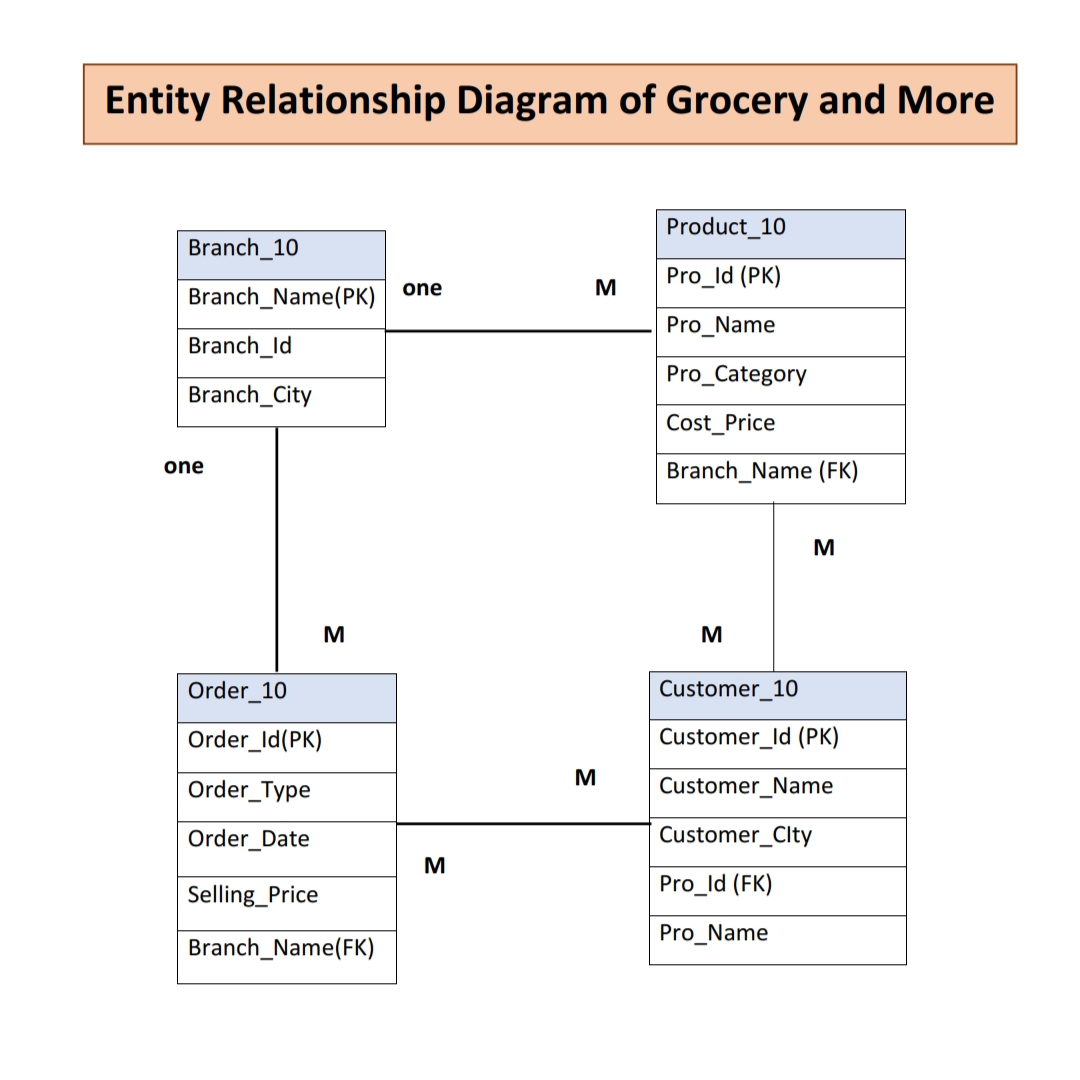 Entity Relationship Diagram of Grocery and More
Branch_10
Branch_Name(PK)
Branch_Id
Branch_City
one
M
Product_10
Pro_Id (PK)
Pro_Name
Pro_Category
Cost_Price
Branch_Name (FK)
one
M
M
M
Order_10
Order_Id(PK)
Order_Type
Order_Date
Selling_Price
Branch_Name(FK)
M
M
Customer_10
Customer_Id (PK)
Customer_Name
Customer_CIty
Pro_Id (FK)
Pro_Name